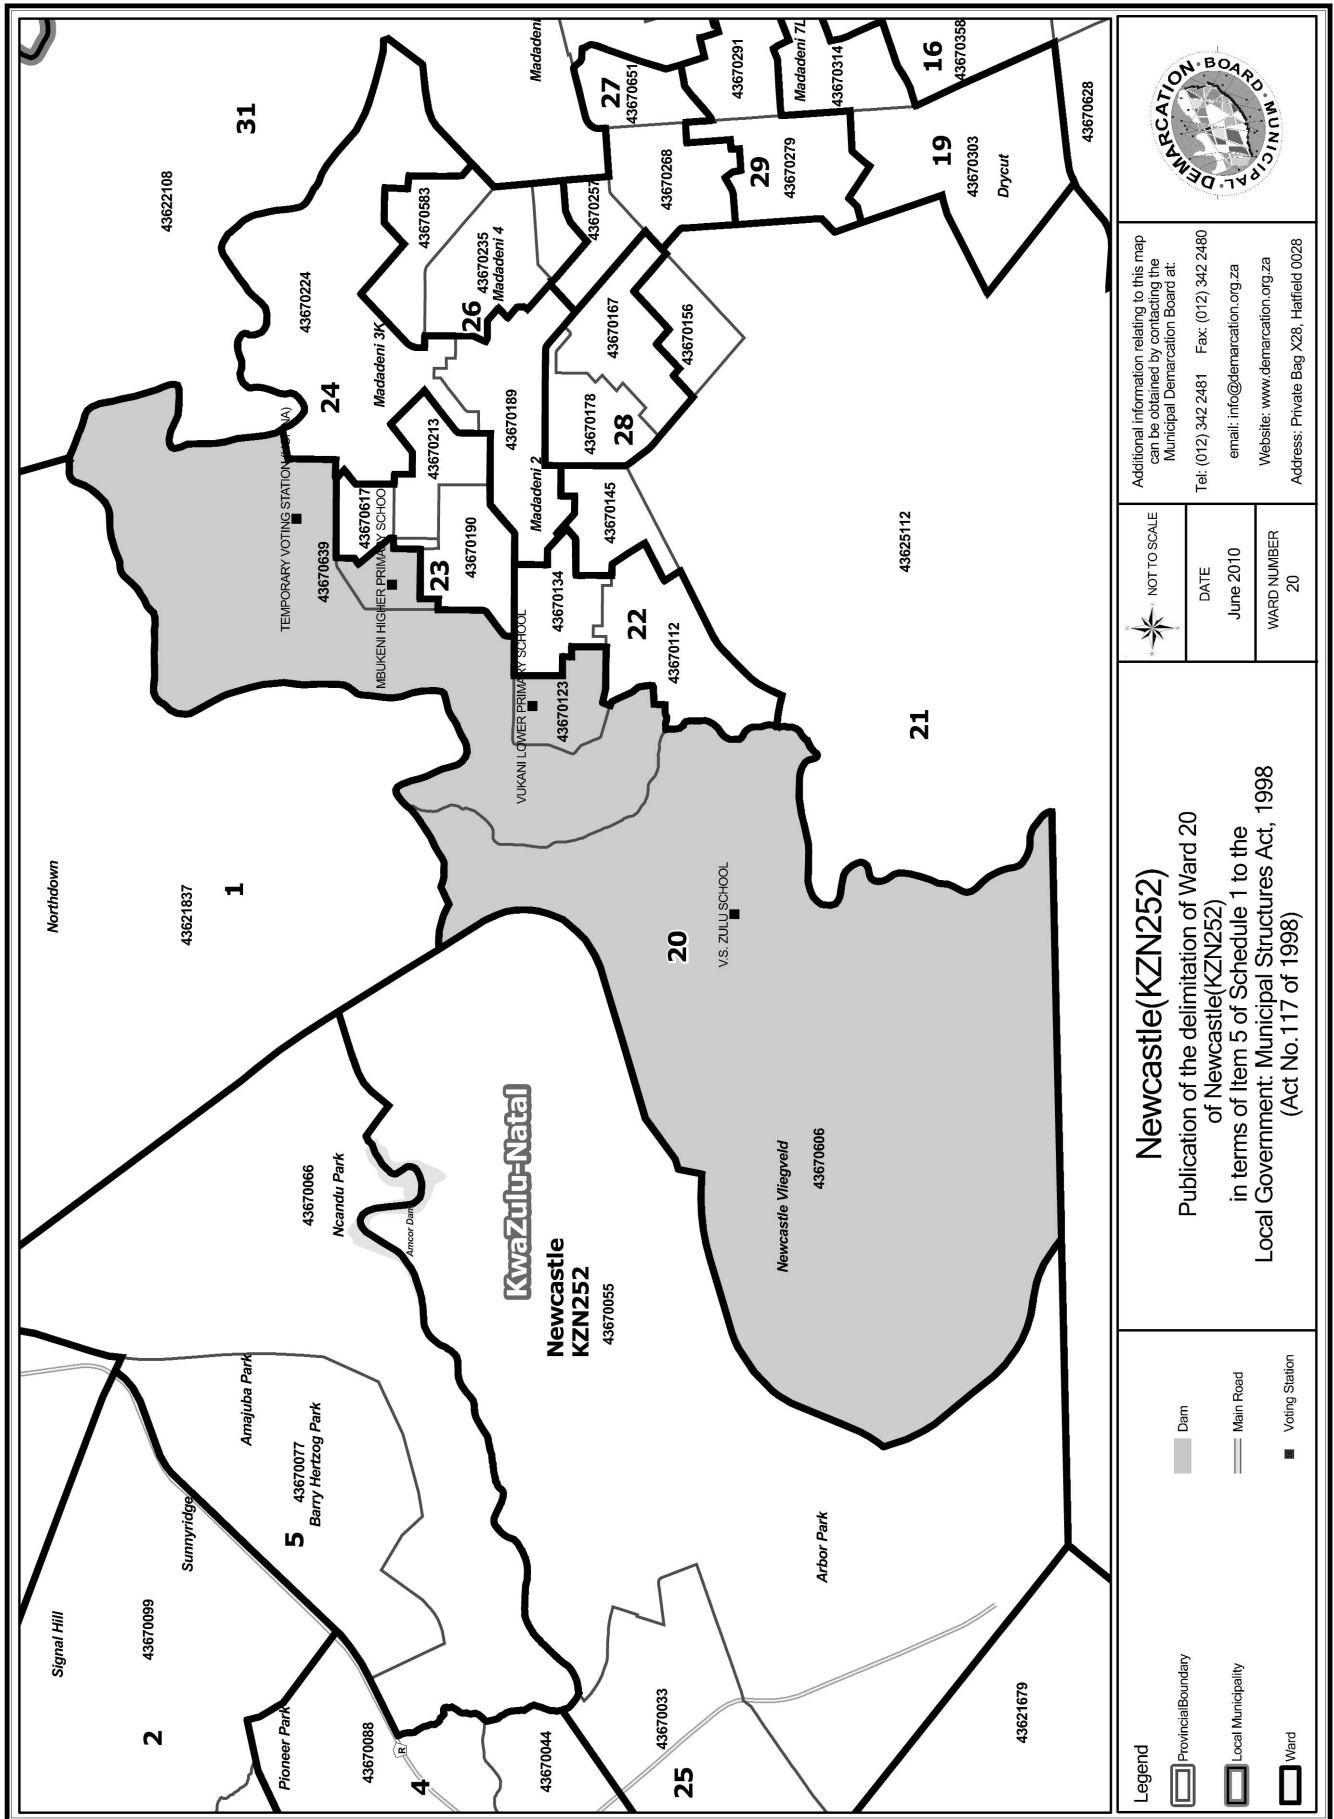 Northdown
43621837
1
43622108
31
Signal Hill
2
43670099
Sunnyridge
Pioneer Park
43670088
R
4
43670044
5
43670077
Barry Hertzog Park
Amajuba Park
43670066
Ncandu Park
Amcor Dam
KwaZulu-Natal
Newcastle
KZN252
43670055
43670033
25
Arbor Park
43621679
Newcastle Vliegveld
43670606
20
V.S. ZULU SCHOOL
VUKANI LOWER PRIMARY SCHOOL
43670123
MBUKENI HIGHER PRIMARY SCHOOL
TEMPORARY VOTING STATION
43670639
24
43670224
Madadeni 3K
43670617
43670213
23
43670190
43670583
43670235
Madadeni 4
26
43670189
Madadeni 2
43670134
22
43670112
43670145
43670178
28
43670167
43670156
43670257
43670268
27
43670651
43670291
Madadeni 7L
43670314
16
43670358
29
43670279
19
43670303
Drycut
43670628
43625112
21
Legend
ProvincialBoundary
Local Municipality
Ward
Dam
Main Road
Voting Station
Newcastle(KZN252)
Publication of the delimitation of Ward 20
of Newcastle(KZN252)
in terms of Item 5 of Schedule 1 to the
Local Government: Municipal Structures Act, 1998
(Act No.117 of 1998)
NOT TO SCALE
DATE
June 2010
WARD NUMBER
20
Additional information relating to this map
can be obtained by contacting the
Municipal Demarcation Board at:
Tel: (012) 342 2481 Fax: (012) 342 2480
email: info@demarcation.org.za
Website: www.demarcation.org.za
Address: Private Bag X28, Hatfield 0028
DEMARCATION • BOARD • MUNICIPAL •